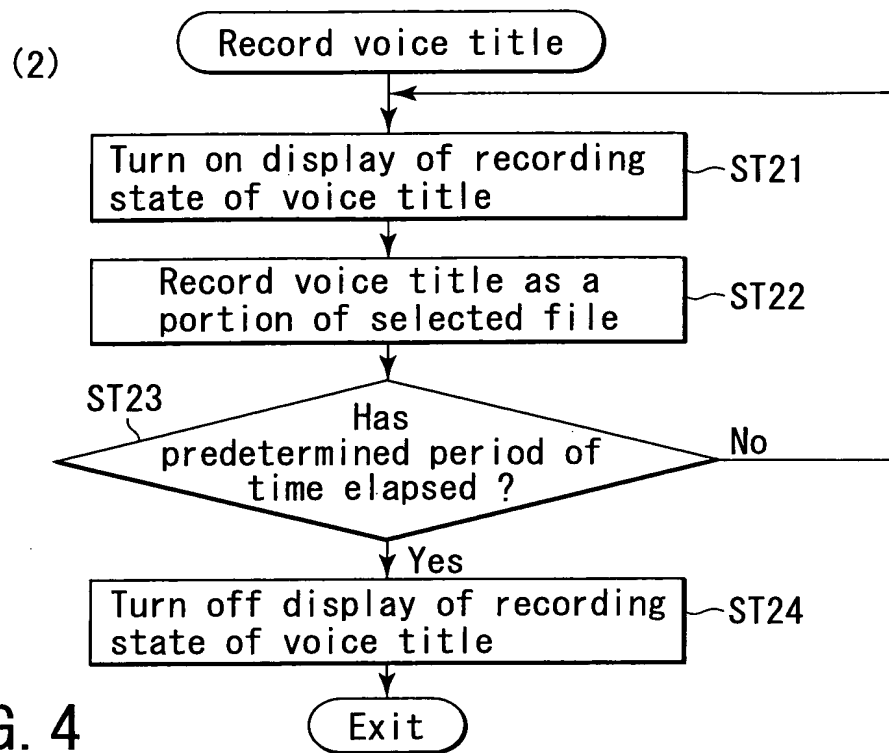 Record voice title
(2)
Turn on display of recording
state of voice title
ST21
Record voice title as a
portion of selected file
ST22
ST23
Has
predetermined period of
time elapsed ?
No
Yes
Turn off display of recording
state of voice title
ST24
G. 4
Exit